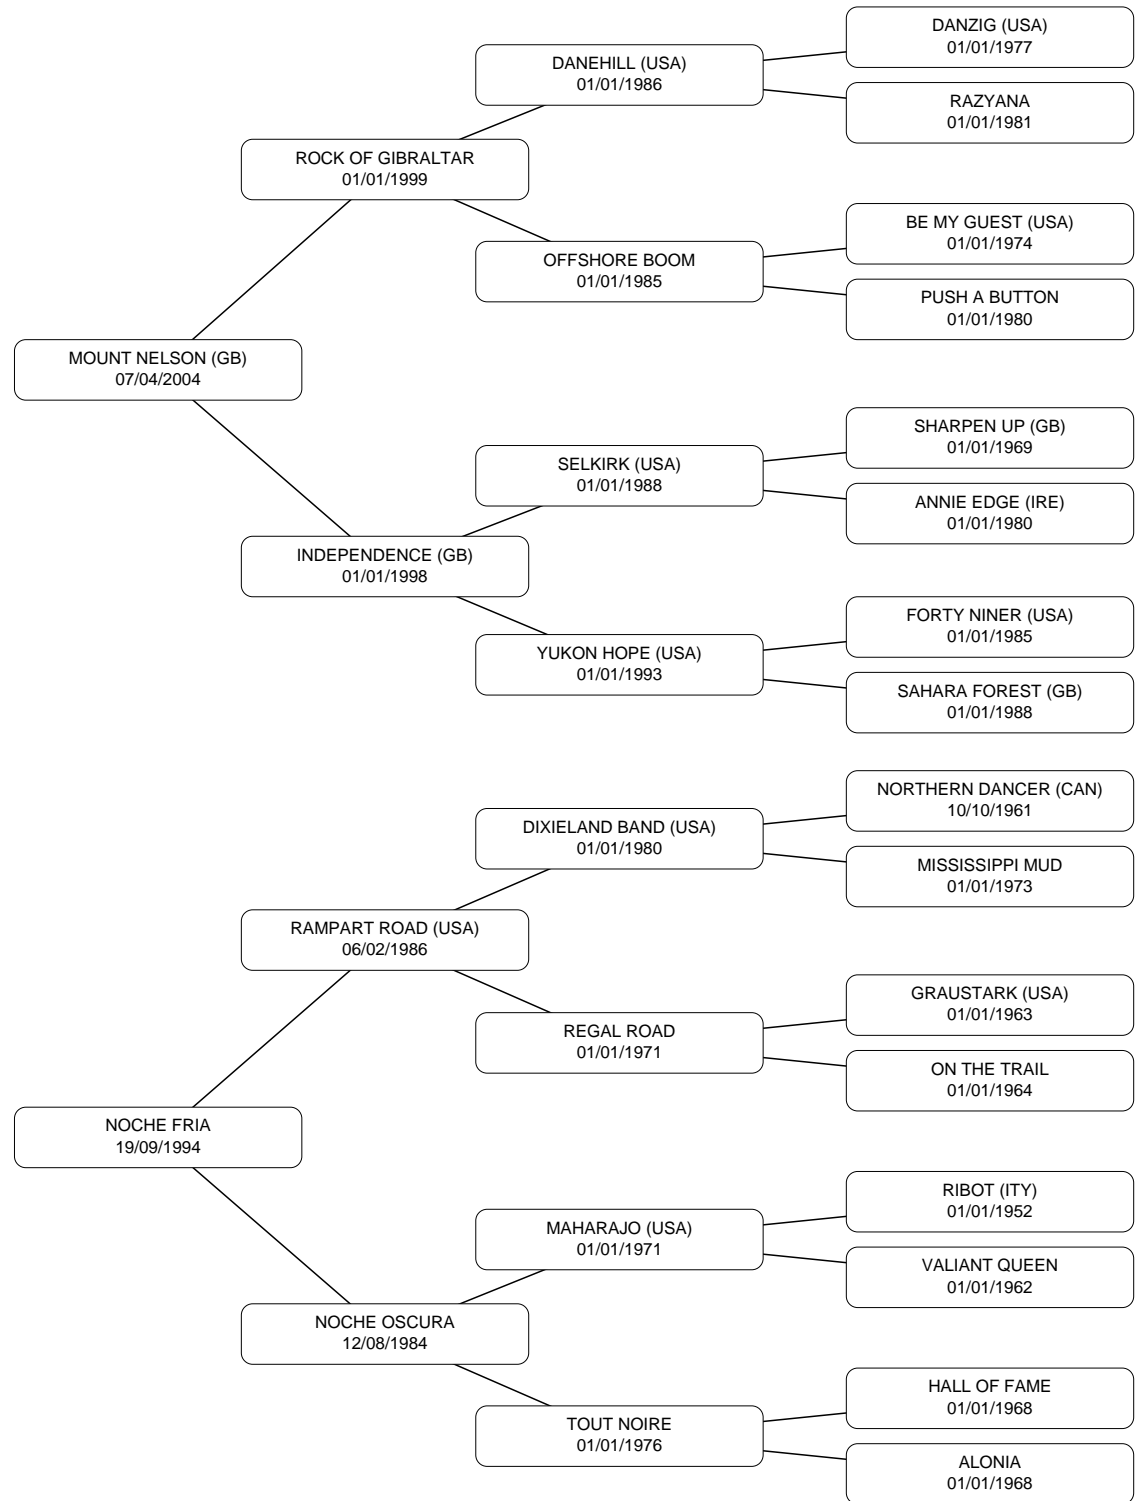 DANZIG (USA)
01/01/1977
DANEHILL (USA)
01/01/1986
RAZYANA
01/01/1981
ROCK OF GIBRALTAR
01/01/1999
BE MY GUEST (USA)
01/01/1974
OFFSHORE BOOM
01/01/1985
PUSH A BUTTON
01/01/1980
MOUNT NELSON (GB)
07/04/2004
SHARPEN UP (GB)
01/01/1969
SELKIRK (USA)
01/01/1988
ANNIE EDGE (IRE)
01/01/1980
INDEPENDENCE (GB)
01/01/1998
FORTY NINER (USA)
01/01/1985
YUKON HOPE (USA)
01/01/1993
SAHARA FOREST (GB)
01/01/1988
NORTHERN DANCER (CAN)
10/10/1961
DIXIELAND BAND (USA)
01/01/1980
MISSISSIPPI MUD
01/01/1973
RAMPART ROAD (USA)
06/02/1986
GRAUSTARK (USA)
01/01/1963
REGAL ROAD
01/01/1971
ON THE TRAIL
01/01/1964
NOCHE FRIA
19/09/1994
RIBOT (ITY)
01/01/1952
MAHARAJO (USA)
01/01/1971
VALIANT QUEEN
01/01/1962
NOCHE OSCURA
12/08/1984
HALL OF FAME
01/01/1968
TOUT NOIRE
01/01/1976
ALONIA
01/01/1968